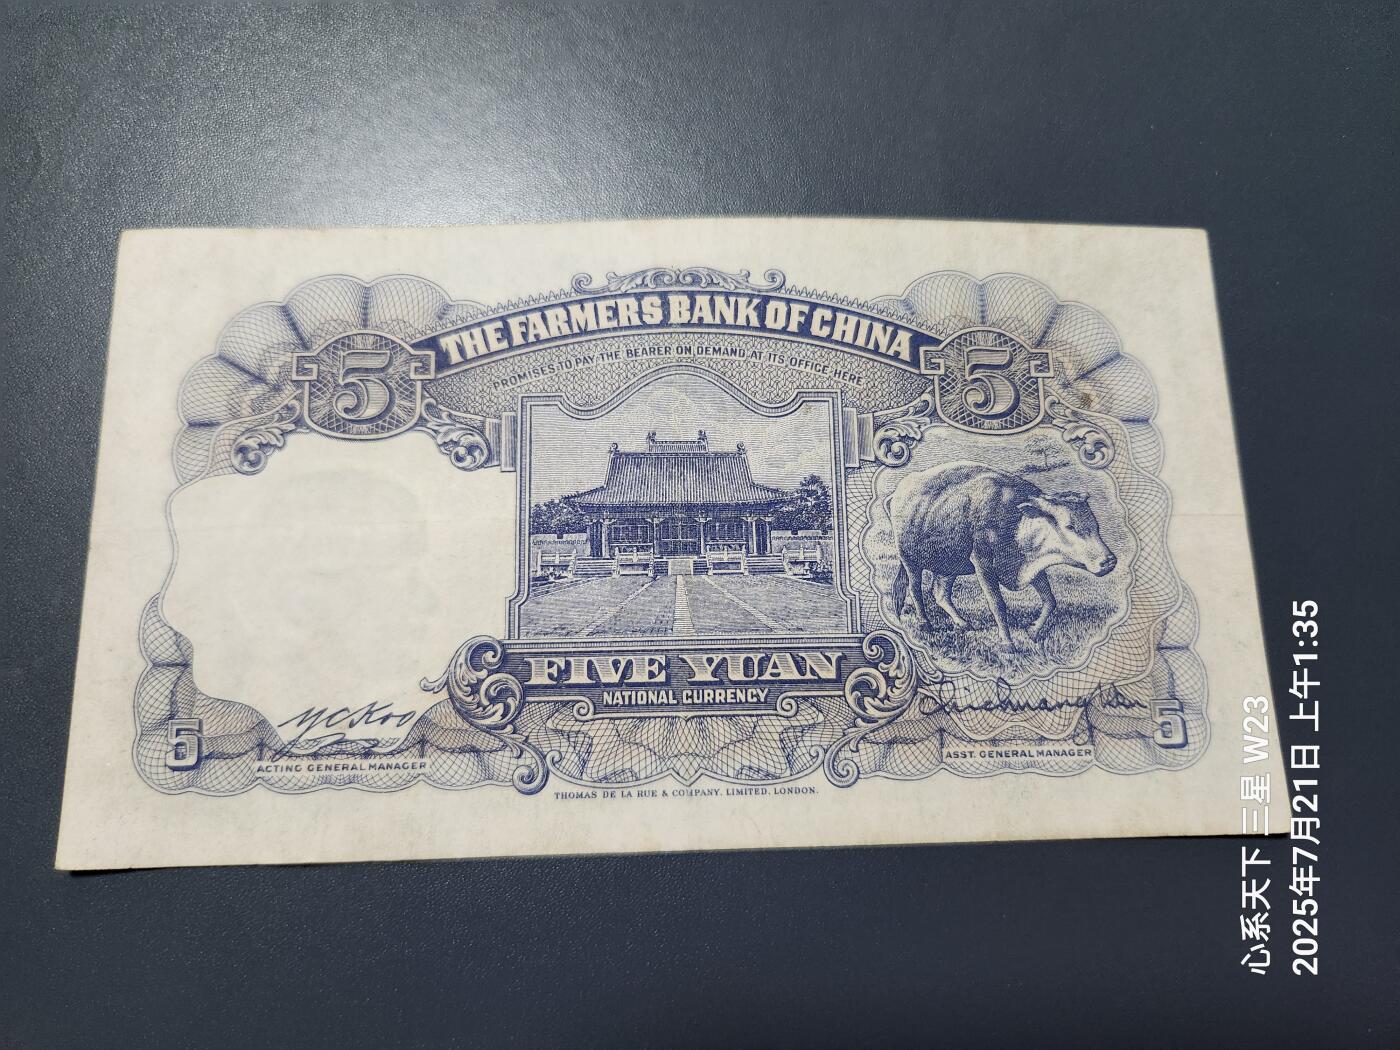 THE FARMERS BANK OF CHINA
PROMISES TO PAY THE BEARER ON DEMAND AT ITS OFFICE HERE
5
5
FIVE YUAN
NATIONAL CURRENCY
Y C Koo
5
5
ACTING GENERAL MANAGER
ASST. GENERAL MANAGER
THOMAS DE LA RUE & COMPANY, LIMITED, LONDON.
心系天下 三星 W23
2025年7月21日 上午1:35